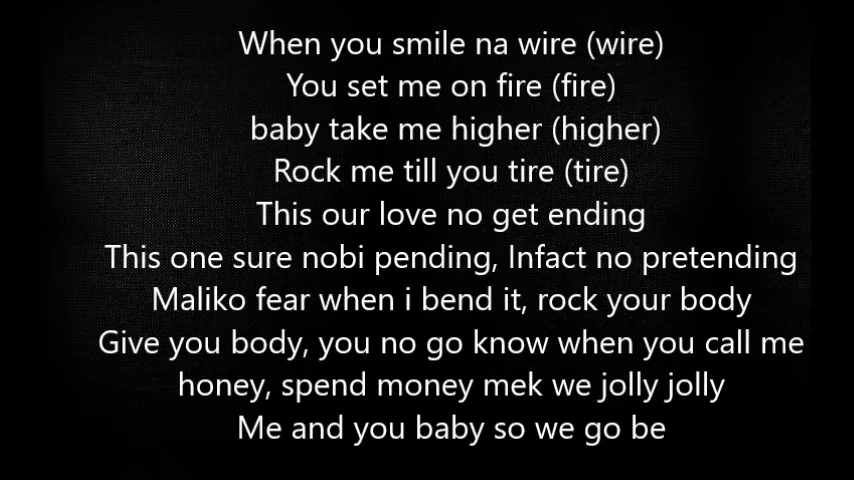 When you smile na wire (wire)
You set me on fire (fire)
baby take me higher (higher)
Rock me till you tire (tire)
This our love no get ending
This one sure nobi pending, Infact no pretending
Maliko fear when i bend it, rock your body
Give you body, you no go know when you call me
honey, spend money mek we jolly jolly
Me and you baby so we go be